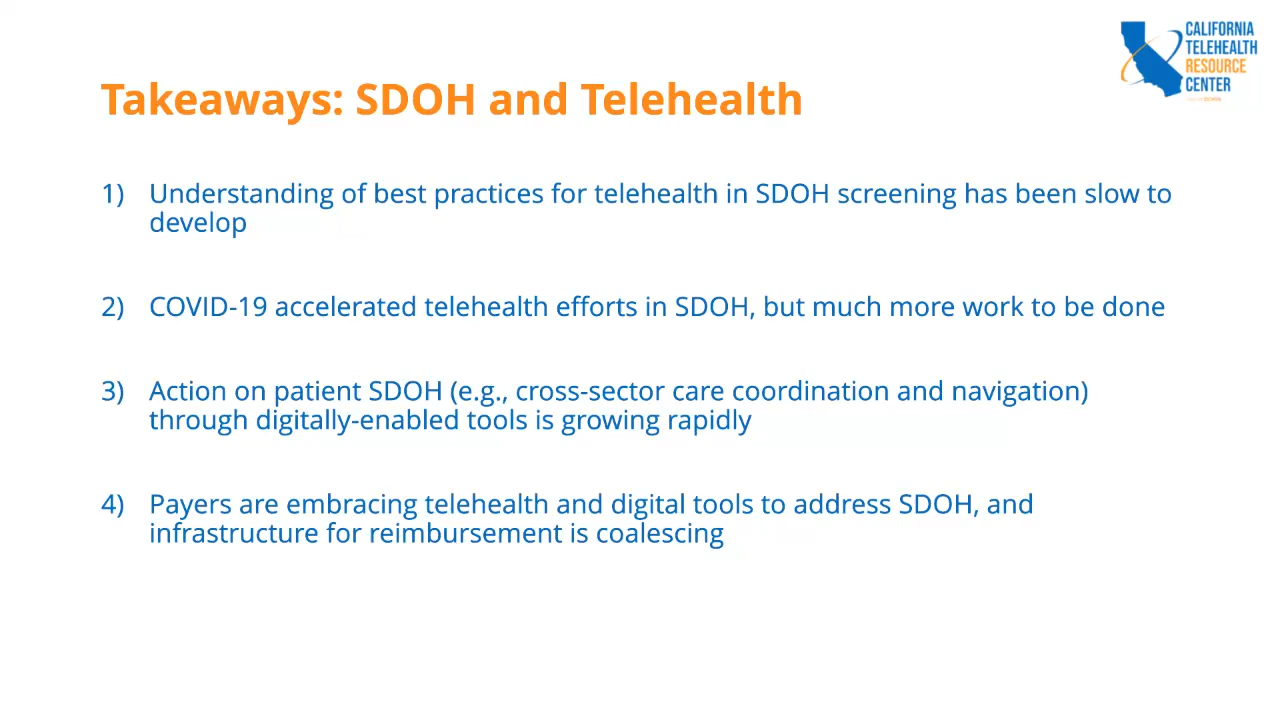 CALIFORNIA
TELEHEALTH
RESOURCE
CENTER
Takeaways: SDOH and Telehealth
1) Understanding of best practices for telehealth in SDOH screening has been slow to
develop
2) COVID-19 accelerated telehealth efforts in SDOH, but much more work to be done
3) Action on patient SDOH (e.g., cross-sector care coordination and navigation)
through digitally-enabled tools is growing rapidly
4) Payers are embracing telehealth and digital tools to address SDOH, and
infrastructure for reimbursement is coalescing